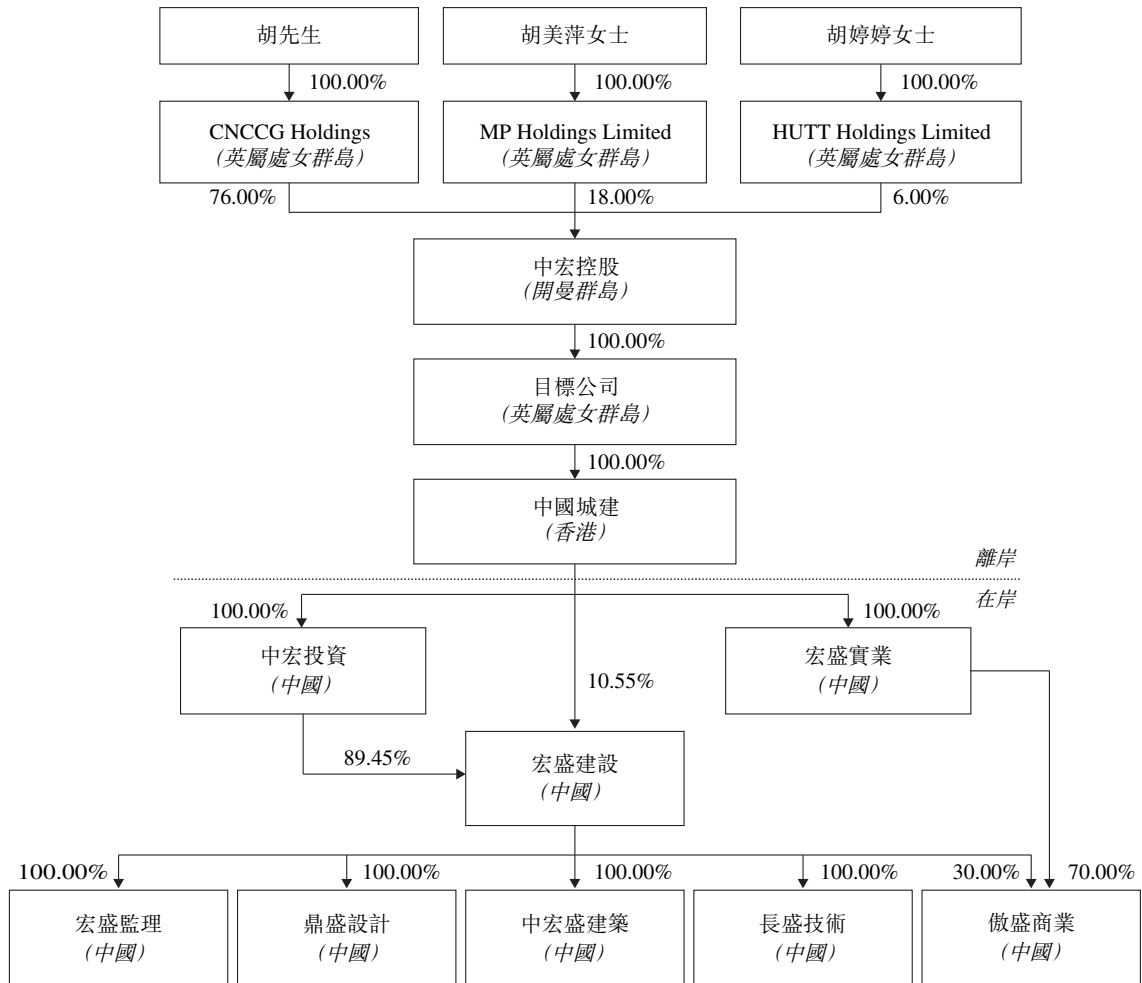 胡先生
胡美萍女士
胡婷婷女士
100.00%
100.00%
100.00%
CNCCG Holdings
(英屬處女群島)
MP Holdings Limited
(英屬處女群島)
HUTT Holdings Limited
(英屬處女群島)
76.00%
18.00%
6.00%
中宏控股
(開曼群島)
100.00%
目標公司
(英屬處女群島)
100.00%
中國城建
(香港)
離岸
在岸
100.00%
100.00%
中宏投資
(中國)
宏盛實業
(中國)
10.55%
89.45%
宏盛建設
(中國)
100.00%
100.00%
100.00%
100.00%
30.00%
70.00%
宏盛監理
(中國)
鼎盛設計
(中國)
中宏盛建築
(中國)
長盛技術
(中國)
傲盛商業
(中國)